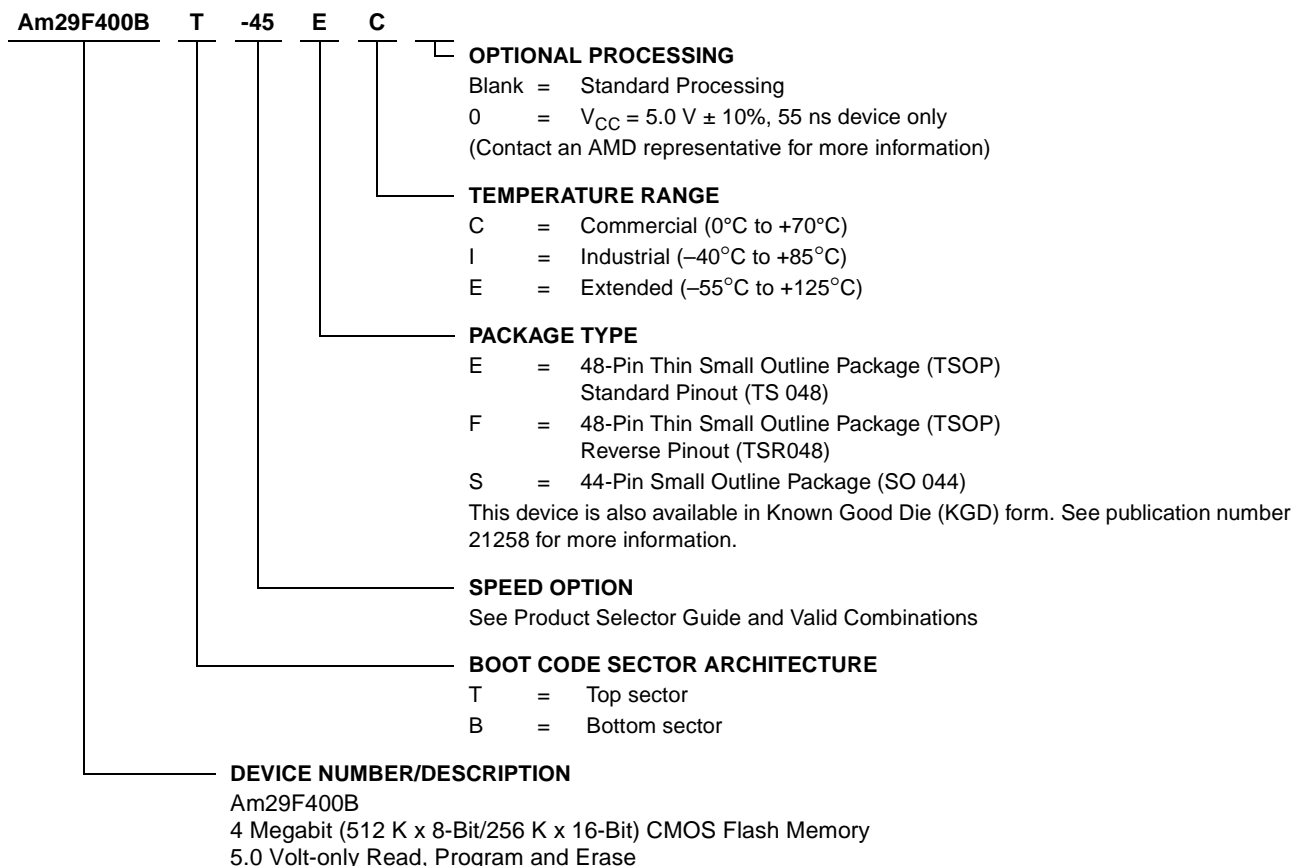 Am29F400B T -45 E C
OPTIONAL PROCESSING
Blank = Standard Processing
0 = VCC = 5.0 V ± 10%, 55 ns device only
(Contact an AMD representative for more information)
TEMPERATURE RANGE
C = Commercial (0°C to +70°C)
I = Industrial (–40°C to +85°C)
E = Extended (–55°C to +125°C)
PACKAGE TYPE
E = 48-Pin Thin Small Outline Package (TSOP)
Standard Pinout (TS 048)
F = 48-Pin Thin Small Outline Package (TSOP)
Reverse Pinout (TSR048)
S = 44-Pin Small Outline Package (SO 044)
This device is also available in Known Good Die (KGD) form. See publication number
21258 for more information.
SPEED OPTION
See Product Selector Guide and Valid Combinations
BOOT CODE SECTOR ARCHITECTURE
T = Top sector
B = Bottom sector
DEVICE NUMBER/DESCRIPTION
Am29F400B
4 Megabit (512 K x 8-Bit/256 K x 16-Bit) CMOS Flash Memory
5.0 Volt-only Read, Program and Erase